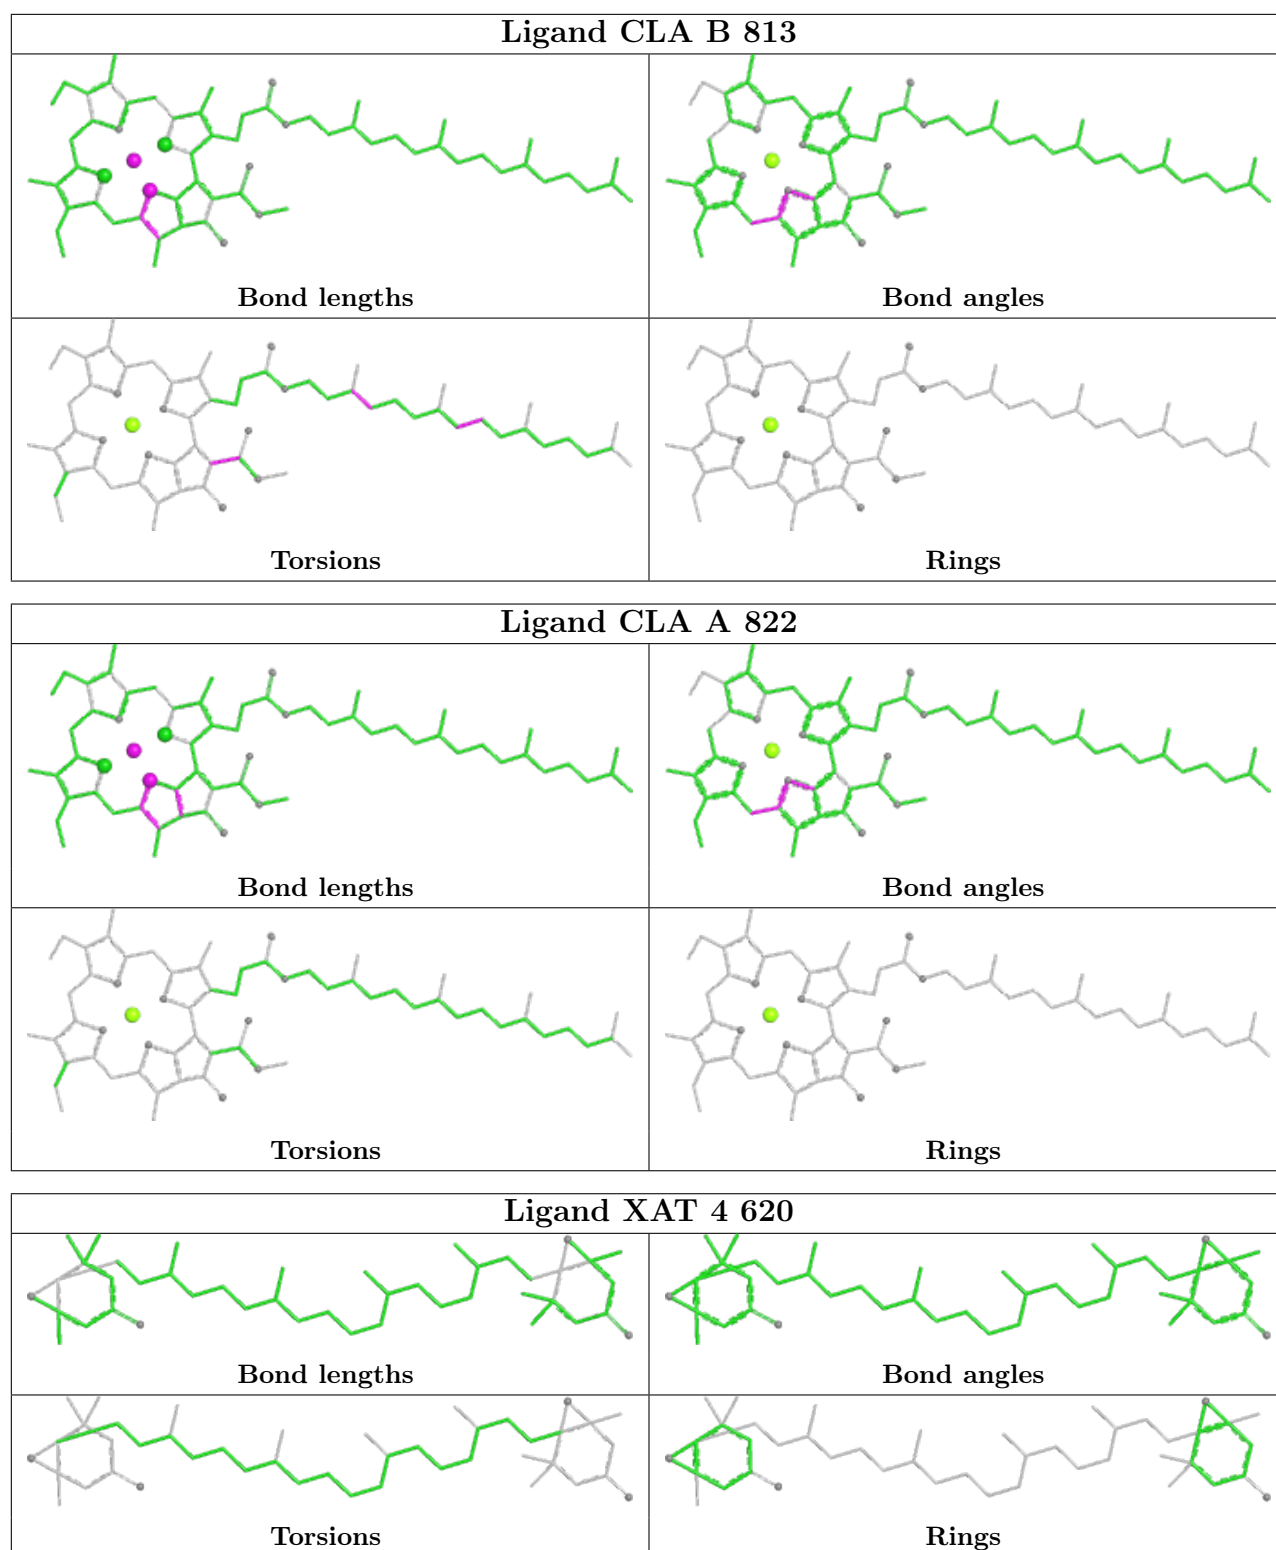 Ligand CLA B 813
Bond lengths
Bond angles
Torsions
Rings
Ligand CLA A 822
Bond lengths
Bond angles
Torsions
Rings
Ligand XAT 4 620
Bond lengths
Bond angles
Torsions
Rings